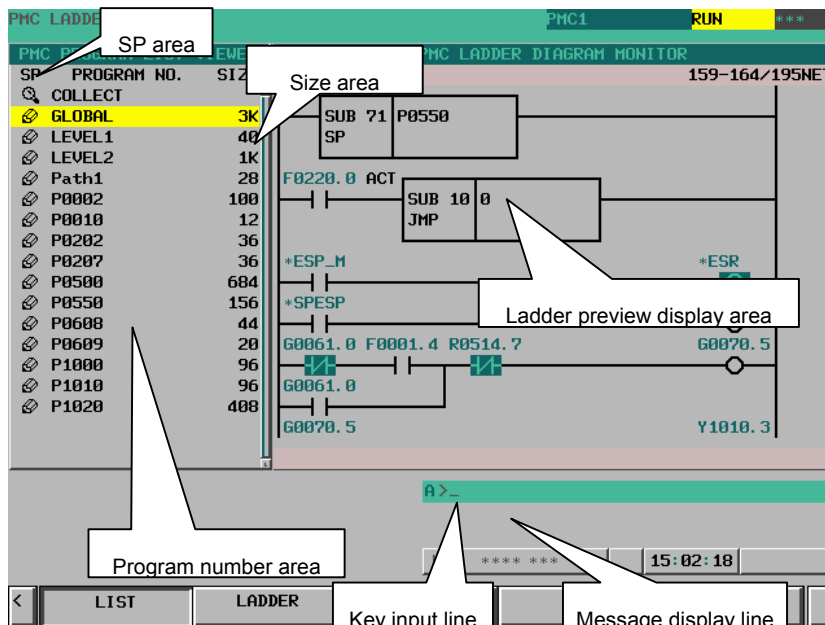 PMC LADDE
PMC1
RUN
***
SP area
PMC PROGRAM LIST VIEWE
PMC LADDER DIAGRAM MONITOR
SP PROGRAM NO. SIZ
159-164/195NET
Size area
COLLECT
GLOBAL 3K
LEVEL1 40
LEVEL2 1K
Path1 28
P0002 100
P0010 12
P0202 36
P0207 36
P0500 684
P0550 156
P0608 44
P0609 20
P1000 96
P1010 96
P1020 408
SUB 71 P0550
SP
F0220.0 ACT
SUB 10 0
JMP
*ESP_M
*ESR
*SPESP
Ladder preview display area
G0061.0 F0001.4 R0514.7
G0070.5
G0061.0
G0070.5
Y1010.3
A>_
Program number area
**** ***
15:02:18
<
LIST
LADDER
Key input line
Message display line